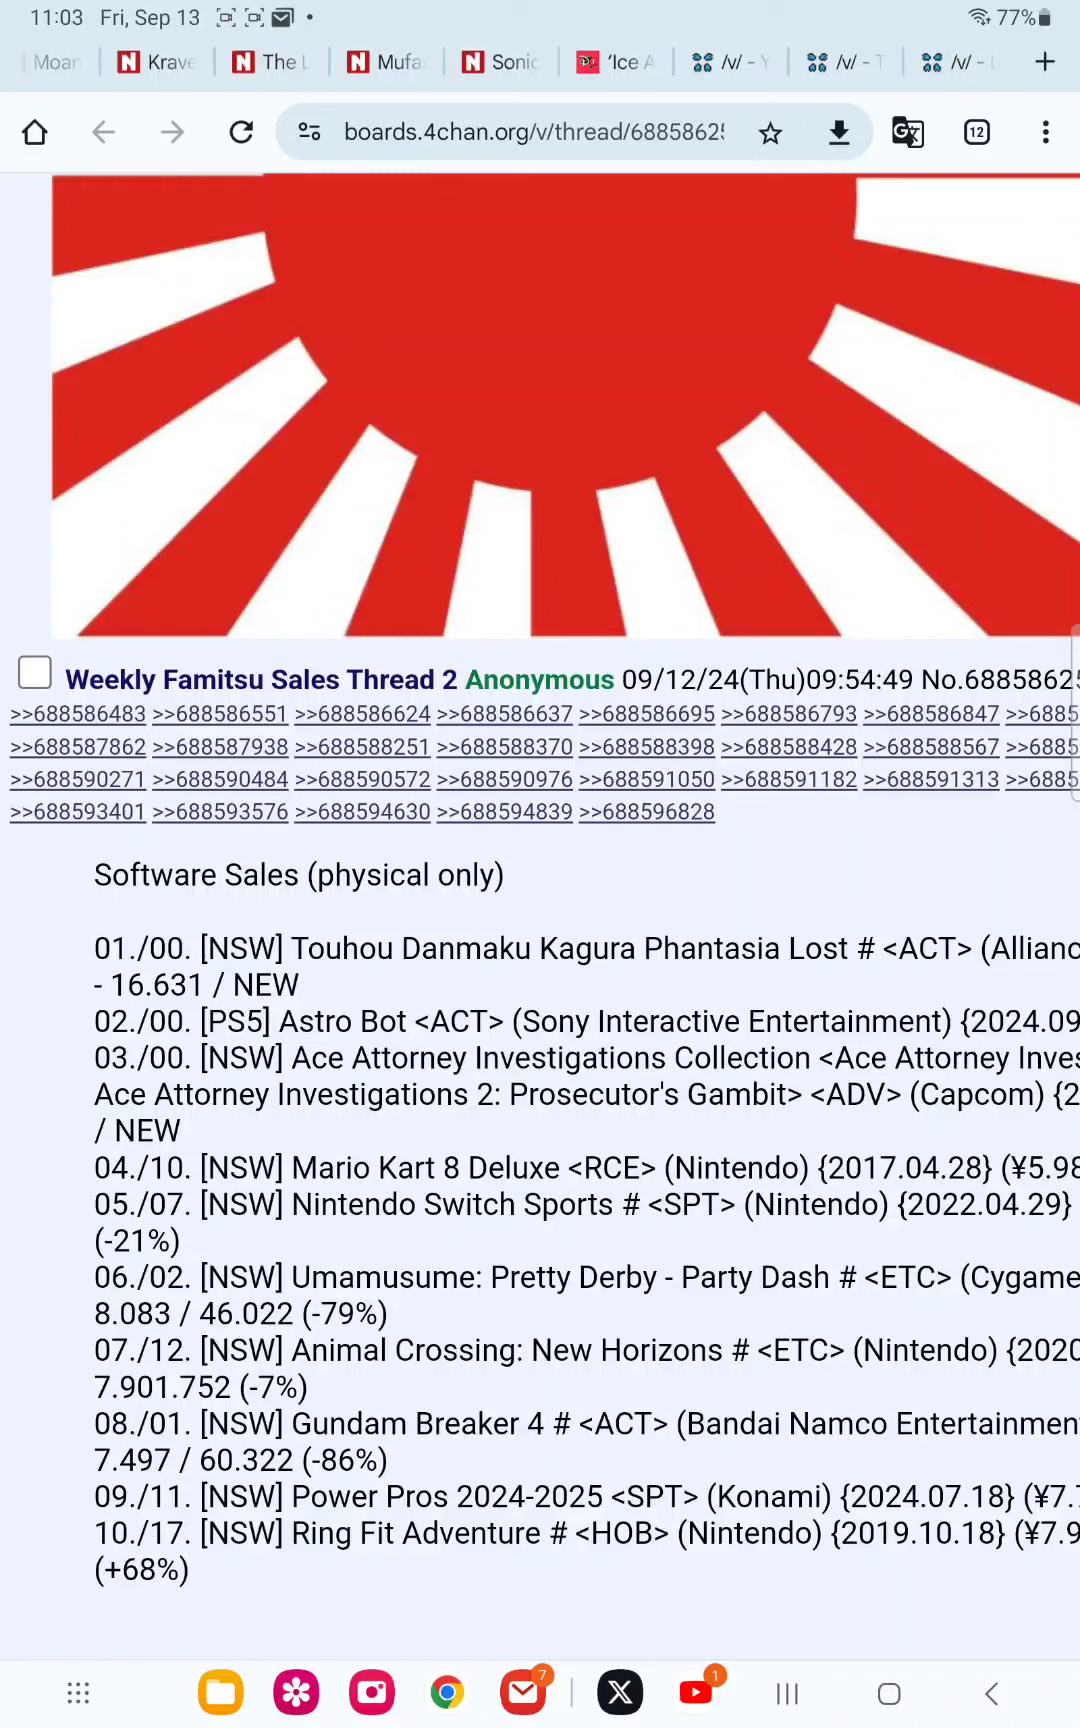 11:03 Fri, Sep 13 77%
Moan Krave The L Mufa Sonic 'Ice A /v/ - Y /v/ - T /v/ - L
boards.4chan.org/v/thread/68858625 12
Weekly Famitsu Sales Thread 2 Anonymous 09/12/24(Thu)09:54:49 No.68858625
>>688586483 >>688586551 >>688586624 >>688586637 >>688586695 >>688586793 >>688586847 >>6885
>>688587862 >>688587938 >>688588251 >>688588370 >>688588398 >>688588428 >>688588567 >>6885
>>688590271 >>688590484 >>688590572 >>688590976 >>688591050 >>688591182 >>688591313 >>6885
>>688593401 >>688593576 >>688594630 >>688594839 >>688596828
Software Sales (physical only)
01./00. [NSW] Touhou Danmaku Kagura Phantasia Lost # <ACT> (Allianc
- 16.631 / NEW
02./00. [PS5] Astro Bot <ACT> (Sony Interactive Entertainment) {2024.09
03./00. [NSW] Ace Attorney Investigations Collection <Ace Attorney Inves
Ace Attorney Investigations 2: Prosecutor's Gambit> <ADV> (Capcom) {2
/ NEW
04./10. [NSW] Mario Kart 8 Deluxe <RCE> (Nintendo) {2017.04.28} (¥5.98
05./07. [NSW] Nintendo Switch Sports # <SPT> (Nintendo) {2022.04.29}
(-21%)
06./02. [NSW] Umamusume: Pretty Derby - Party Dash # <ETC> (Cygame
8.083 / 46.022 (-79%)
07./12. [NSW] Animal Crossing: New Horizons # <ETC> (Nintendo) {2020
7.901.752 (-7%)
08./01. [NSW] Gundam Breaker 4 # <ACT> (Bandai Namco Entertainmen
7.497 / 60.322 (-86%)
09./11. [NSW] Power Pros 2024-2025 <SPT> (Konami) {2024.07.18} (¥7.7
10./17. [NSW] Ring Fit Adventure # <HOB> (Nintendo) {2019.10.18} (¥7.9
(+68%)
7 1